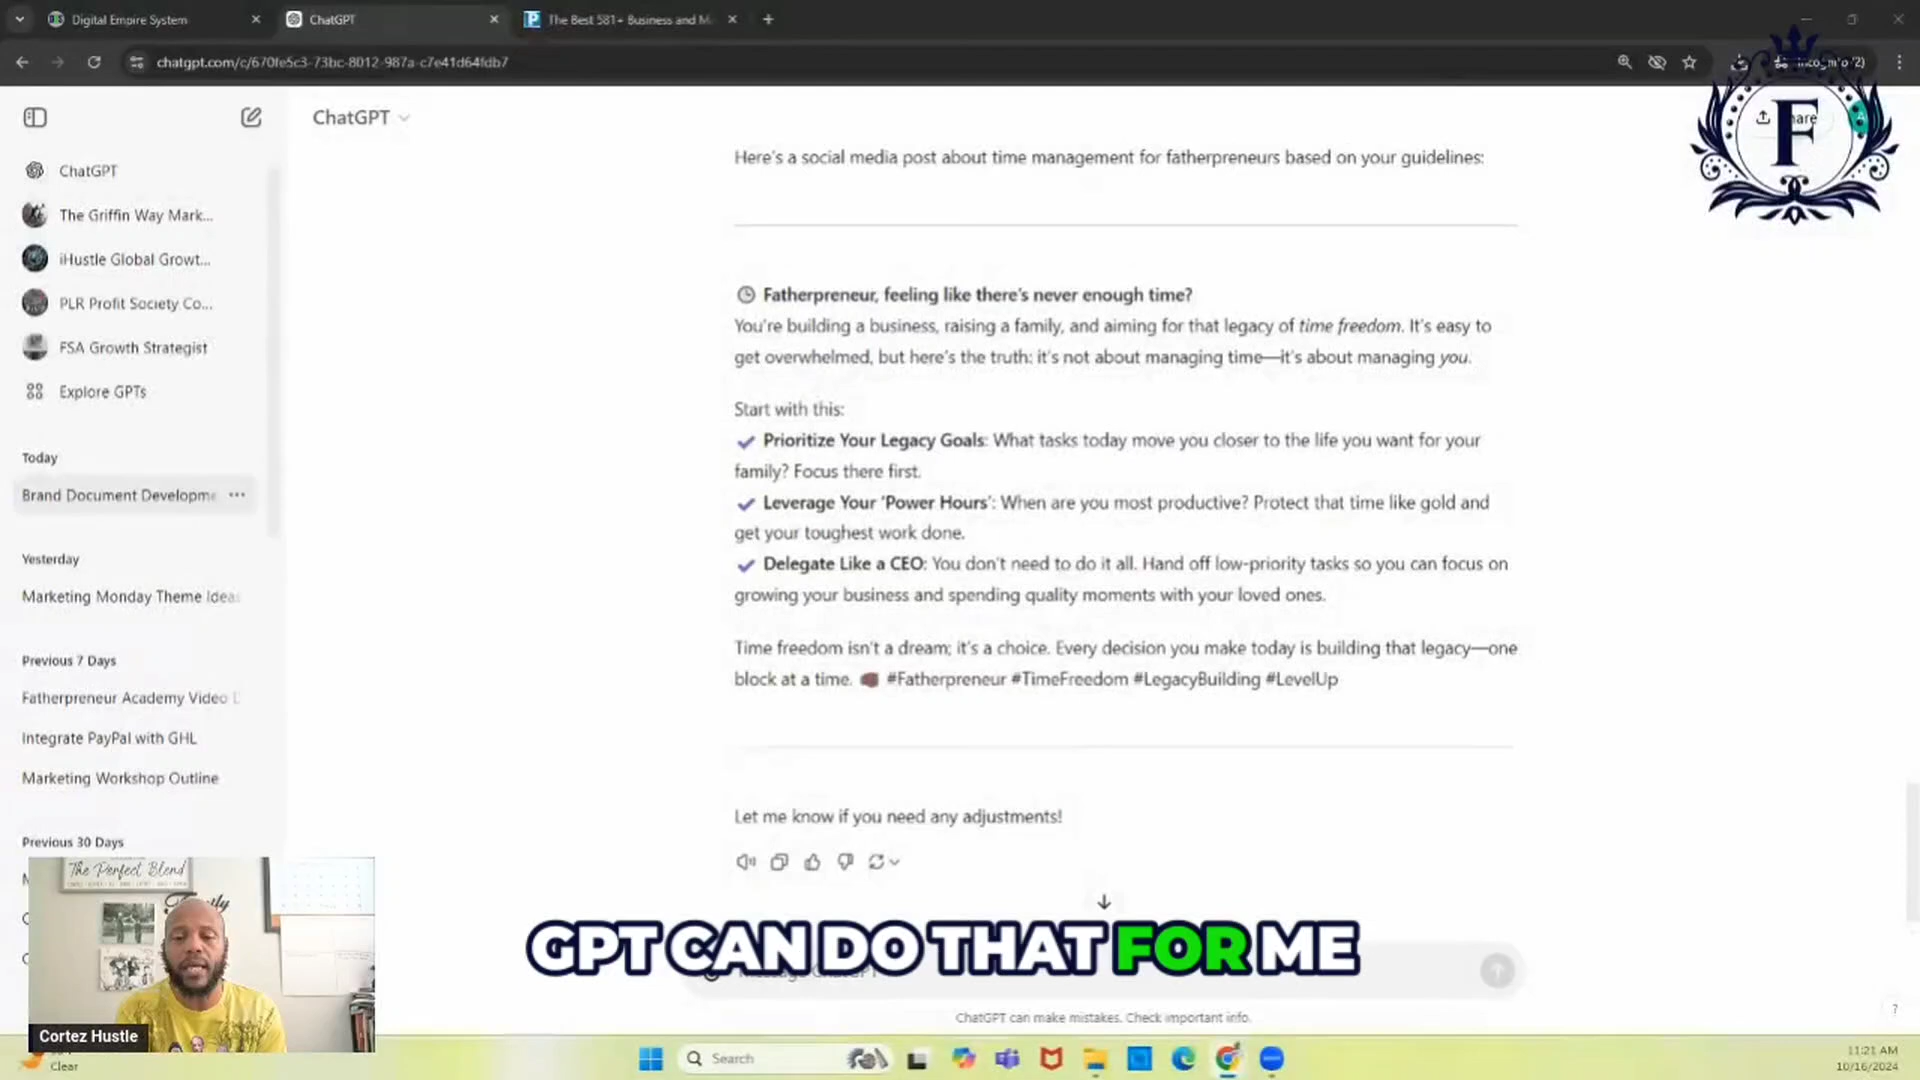 Digital Empire System
ChatGPT
The Best 581+ Business and M
chatgpt.com/c/670fe5c3-73bc-8012-987a-c7e41d64fdb7
Incognito (2)
ChatGPT
Share
F
ChatGPT
The Griffin Way Mark...
iHustle Global Growt...
PLR Profit Society Co...
FSA Growth Strategist
Explore GPTs
Today
Brand Document Developme
Yesterday
Marketing Monday Theme Ideas
Previous 7 Days
Fatherpreneur Academy Video D
Integrate PayPal with GHL
Marketing Workshop Outline
Previous 30 Days
Here's a social media post about time management for fatherpreneurs based on your guidelines:
Fatherpreneur, feeling like there's never enough time?
You're building a business, raising a family, and aiming for that legacy of time freedom. It's easy to
get overwhelmed, but here's the truth: it's not about managing time—it's about managing you.
Start with this:
Prioritize Your Legacy Goals: What tasks today move you closer to the life you want for your
family? Focus there first.
Leverage Your 'Power Hours': When are you most productive? Protect that time like gold and
get your toughest work done.
Delegate Like a CEO: You don't need to do it all. Hand off low-priority tasks so you can focus on
growing your business and spending quality moments with your loved ones.
Time freedom isn't a dream; it's a choice. Every decision you make today is building that legacy—one
block at a time. #Fatherpreneur #TimeFreedom #LegacyBuilding #LevelUp
Let me know if you need any adjustments!
The Perfect Blend
Family
GPT CAN DO THAT FOR ME
Message ChatGPT
ChatGPT can make mistakes. Check important info.
?
Cortez Hustle
Clear
Search
11:21 AM
10/16/2024